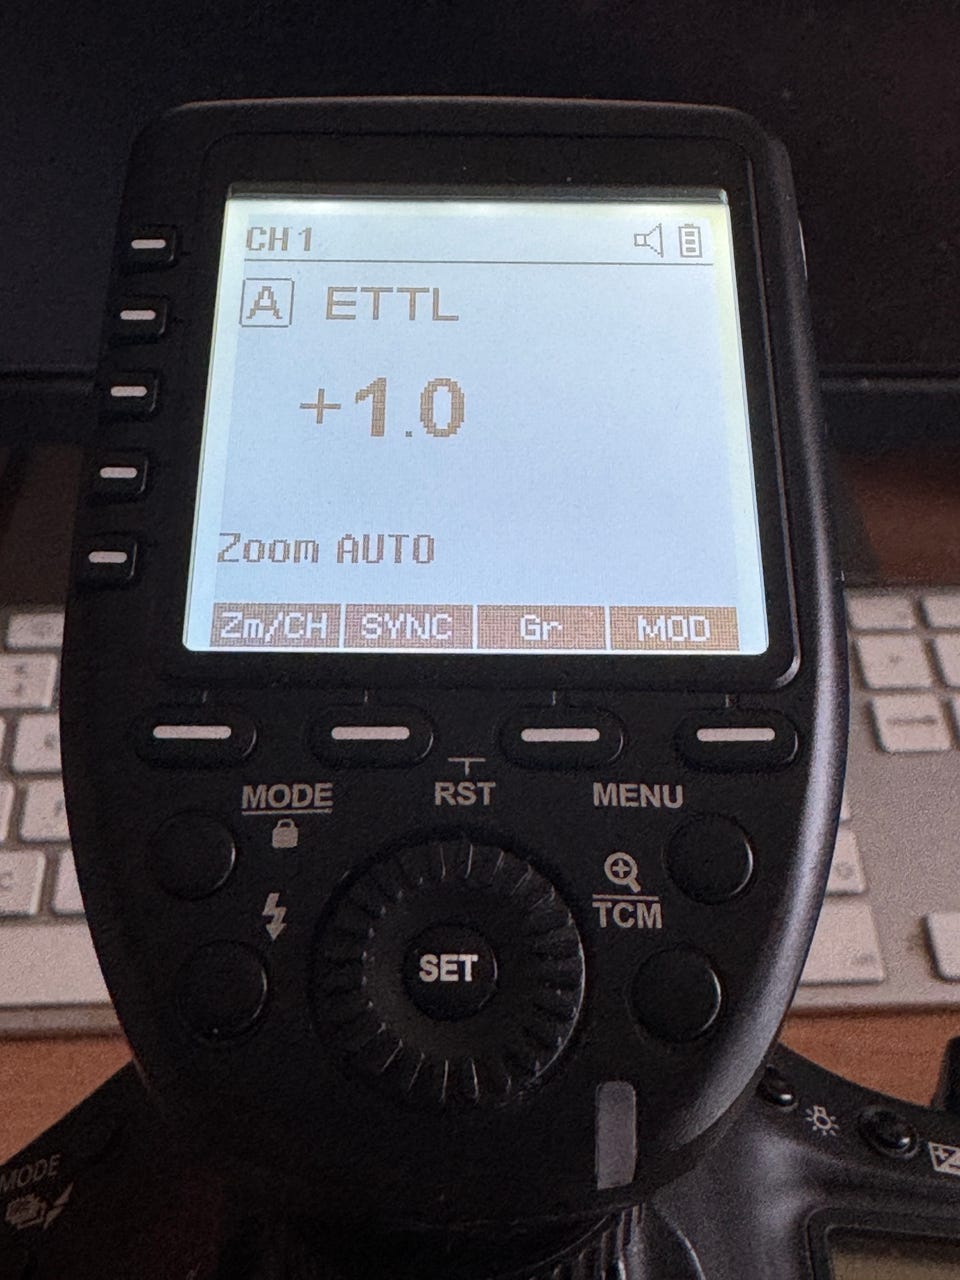 CH1
A ETTL
+1.0
Zoom AUTO
Zm/CH SYNC Gr MOD
MODE RST MENU
TCM
SET
MODE